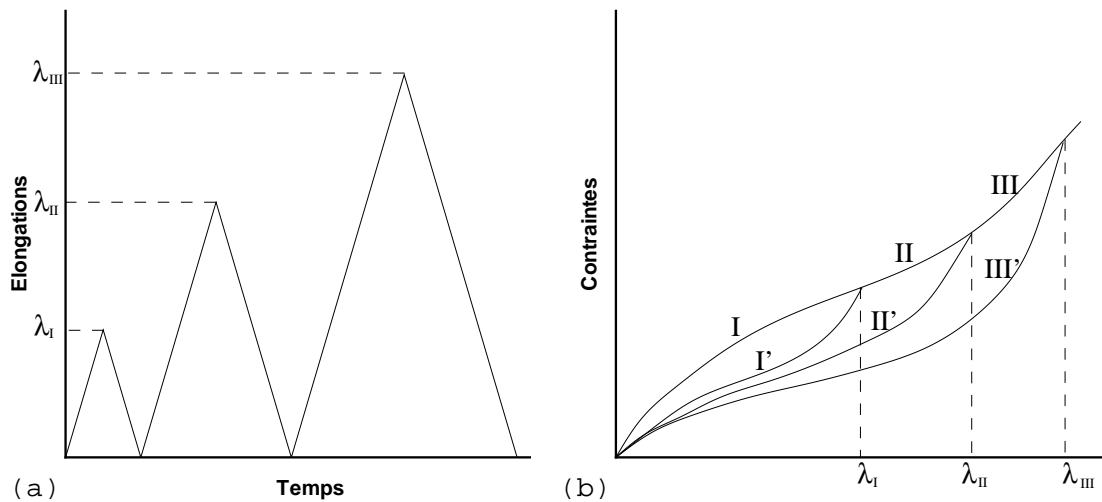 λIII
λII
λI
Elongations
Temps
(a)
Contraintes
I
II
III
I’
II’
III’
λI
λII
λIII
(b)